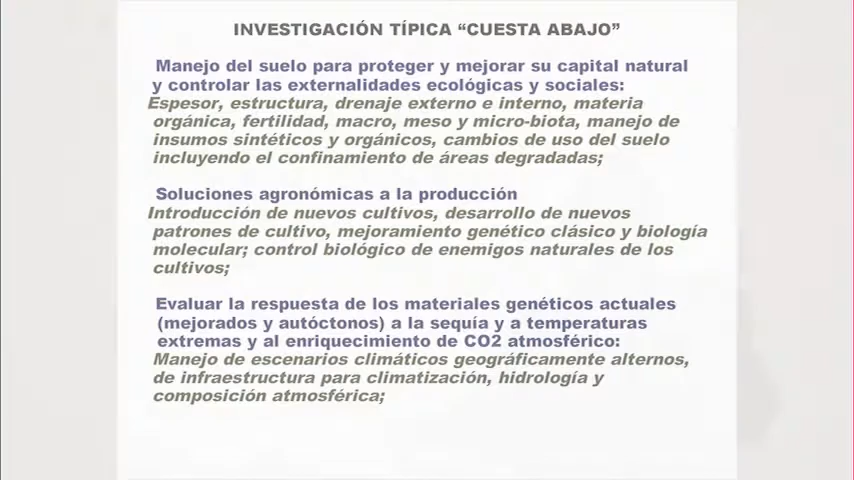 INVESTIGACIÓN TÍPICA “CUESTA ABAJO”
Manejo del suelo para proteger y mejorar su capital natural
y controlar las externalidades ecológicas y sociales:
Espesor, estructura, drenaje externo e interno, materia
orgánica, fertilidad, macro, meso y micro-biota, manejo de
insumos sintéticos y orgánicos, cambios de uso del suelo
incluyendo el confinamiento de áreas degradadas;
Soluciones agronómicas a la producción
Introducción de nuevos cultivos, desarrollo de nuevos
patrones de cultivo, mejoramiento genético clásico y biología
molecular; control biológico de enemigos naturales de los
cultivos;
Evaluar la respuesta de los materiales genéticos actuales
(mejorados y autóctonos) a la sequía y a temperaturas
extremas y al enriquecimiento de CO2 atmosférico:
Manejo de escenarios climáticos geográficamente alternos,
de infraestructura para climatización, hidrología y
composición atmosférica;